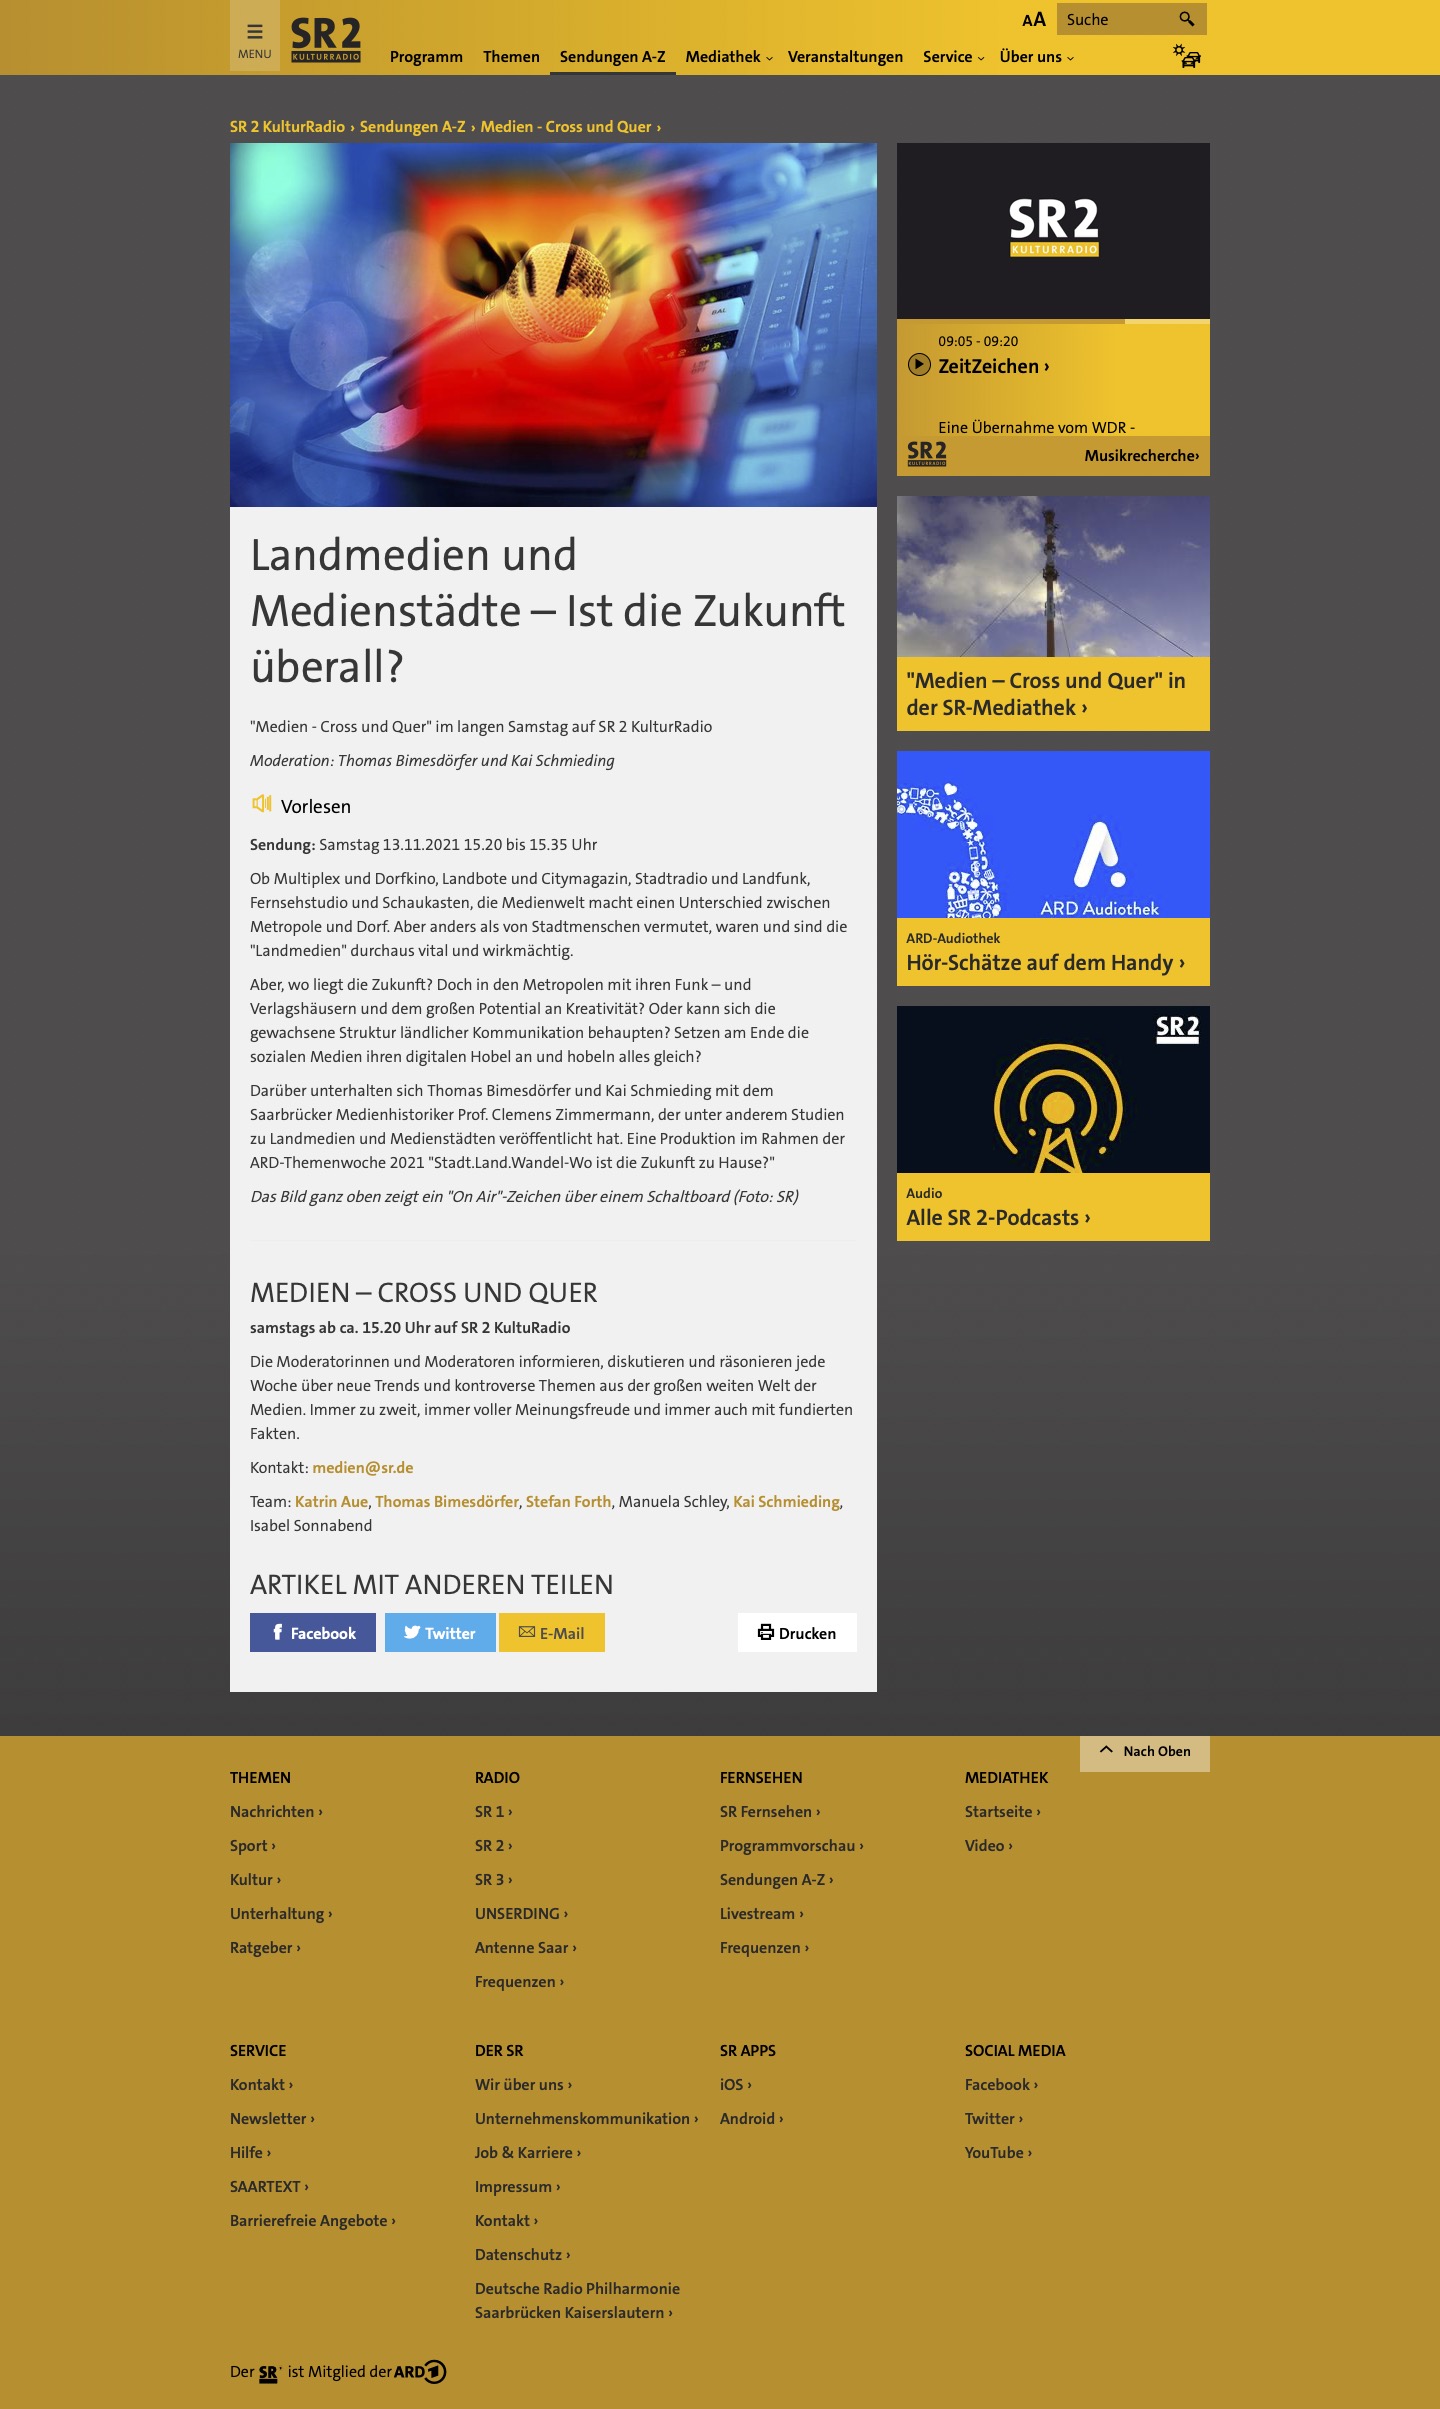 MENU
SR 2
KULTURRADIO
AA
Suche
Programm Themen Sendungen A-Z Mediathek Veranstaltungen Service Über uns
SR 2 KulturRadio › Sendungen A-Z › Medien - Cross und Quer ›
Landmedien und
Medienstädte – Ist die Zukunft
überall?
"Medien - Cross und Quer" im langen Samstag auf SR 2 KulturRadio
Moderation: Thomas Bimesdörfer und Kai Schmieding
Vorlesen
Sendung: Samstag 13.11.2021 15.20 bis 15.35 Uhr
Ob Multiplex und Dorfkino, Landbote und Citymagazin, Stadtradio und Landfunk,
Fernsehstudio und Schaukasten, die Medienwelt macht einen Unterschied zwischen
Metropole und Dorf. Aber anders als von Stadtmenschen vermutet, waren und sind die
"Landmedien" durchaus vital und wirkmächtig.
Aber, wo liegt die Zukunft? Doch in den Metropolen mit ihren Funk – und
Verlagshäusern und dem großen Potential an Kreativität? Oder kann sich die
gewachsene Struktur ländlicher Kommunikation behaupten? Setzen am Ende die
sozialen Medien ihren digitalen Hobel an und hobeln alles gleich?
Darüber unterhalten sich Thomas Bimesdörfer und Kai Schmieding mit dem
Saarbrücker Medienhistoriker Prof. Clemens Zimmermann, der unter anderem Studien
zu Landmedien und Medienstädten veröffentlicht hat. Eine Produktion im Rahmen der
ARD-Themenwoche 2021 "Stadt.Land.Wandel-Wo ist die Zukunft zu Hause?"
Das Bild ganz oben zeigt ein "On Air"-Zeichen über einem Schaltboard (Foto: SR)
MEDIEN – CROSS UND QUER
samstags ab ca. 15.20 Uhr auf SR 2 KultuRadio
Die Moderatorinnen und Moderatoren informieren, diskutieren und räsonieren jede
Woche über neue Trends und kontroverse Themen aus der großen weiten Welt der
Medien. Immer zu zweit, immer voller Meinungsfreude und immer auch mit fundierten
Fakten.
Kontakt: medien@sr.de
Team: Katrin Aue, Thomas Bimesdörfer, Stefan Forth, Manuela Schley, Kai Schmieding,
Isabel Sonnabend
ARTIKEL MIT ANDEREN TEILEN
Facebook Twitter E-Mail Drucken
SR 2
KULTURRADIO
09:05 - 09:20
ZeitZeichen ›
Eine Übernahme vom WDR -
SR 2
KULTURRADIO
Musikrecherche›
"Medien – Cross und Quer" in
der SR-Mediathek ›
ARD Audiothek
ARD-Audiothek
Hör-Schätze auf dem Handy ›
SR 2
Audio
Alle SR 2-Podcasts ›
Nach Oben
THEMEN
Nachrichten ›
Sport ›
Kultur ›
Unterhaltung ›
Ratgeber ›
RADIO
SR 1 ›
SR 2 ›
SR 3 ›
UNSERDING ›
Antenne Saar ›
Frequenzen ›
FERNSEHEN
SR Fernsehen ›
Programmvorschau ›
Sendungen A-Z ›
Livestream ›
Frequenzen ›
MEDIATHEK
Startseite ›
Video ›
SERVICE
Kontakt ›
Newsletter ›
Hilfe ›
SAARTEXT ›
Barrierefreie Angebote ›
DER SR
Wir über uns ›
Unternehmenskommunikation ›
Job & Karriere ›
Impressum ›
Kontakt ›
Datenschutz ›
Deutsche Radio Philharmonie
Saarbrücken Kaiserslautern ›
SR APPS
iOS ›
Android ›
SOCIAL MEDIA
Facebook ›
Twitter ›
YouTube ›
Der SR ist Mitglied der ARD 1